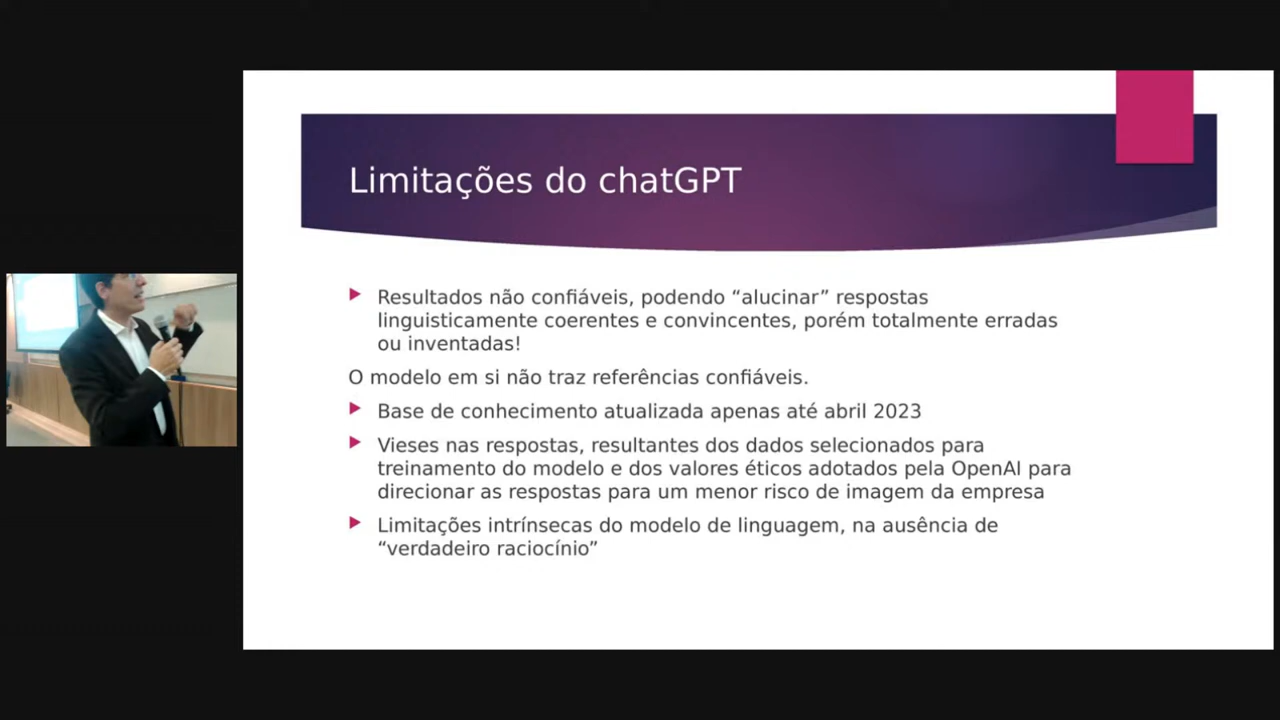 Limitações do chatGPT
Resultados não confiáveis, podendo “alucinar” respostas
linguisticamente coerentes e convincentes, porém totalmente erradas
ou inventadas!
O modelo em si não traz referências confiáveis.
Base de conhecimento atualizada apenas até abril 2023
Vieses nas respostas, resultantes dos dados selecionados para
treinamento do modelo e dos valores éticos adotados pela OpenAI para
direcionar as respostas para um menor risco de imagem da empresa
Limitações intrínsecas do modelo de linguagem, na ausência de
“verdadeiro raciocínio”